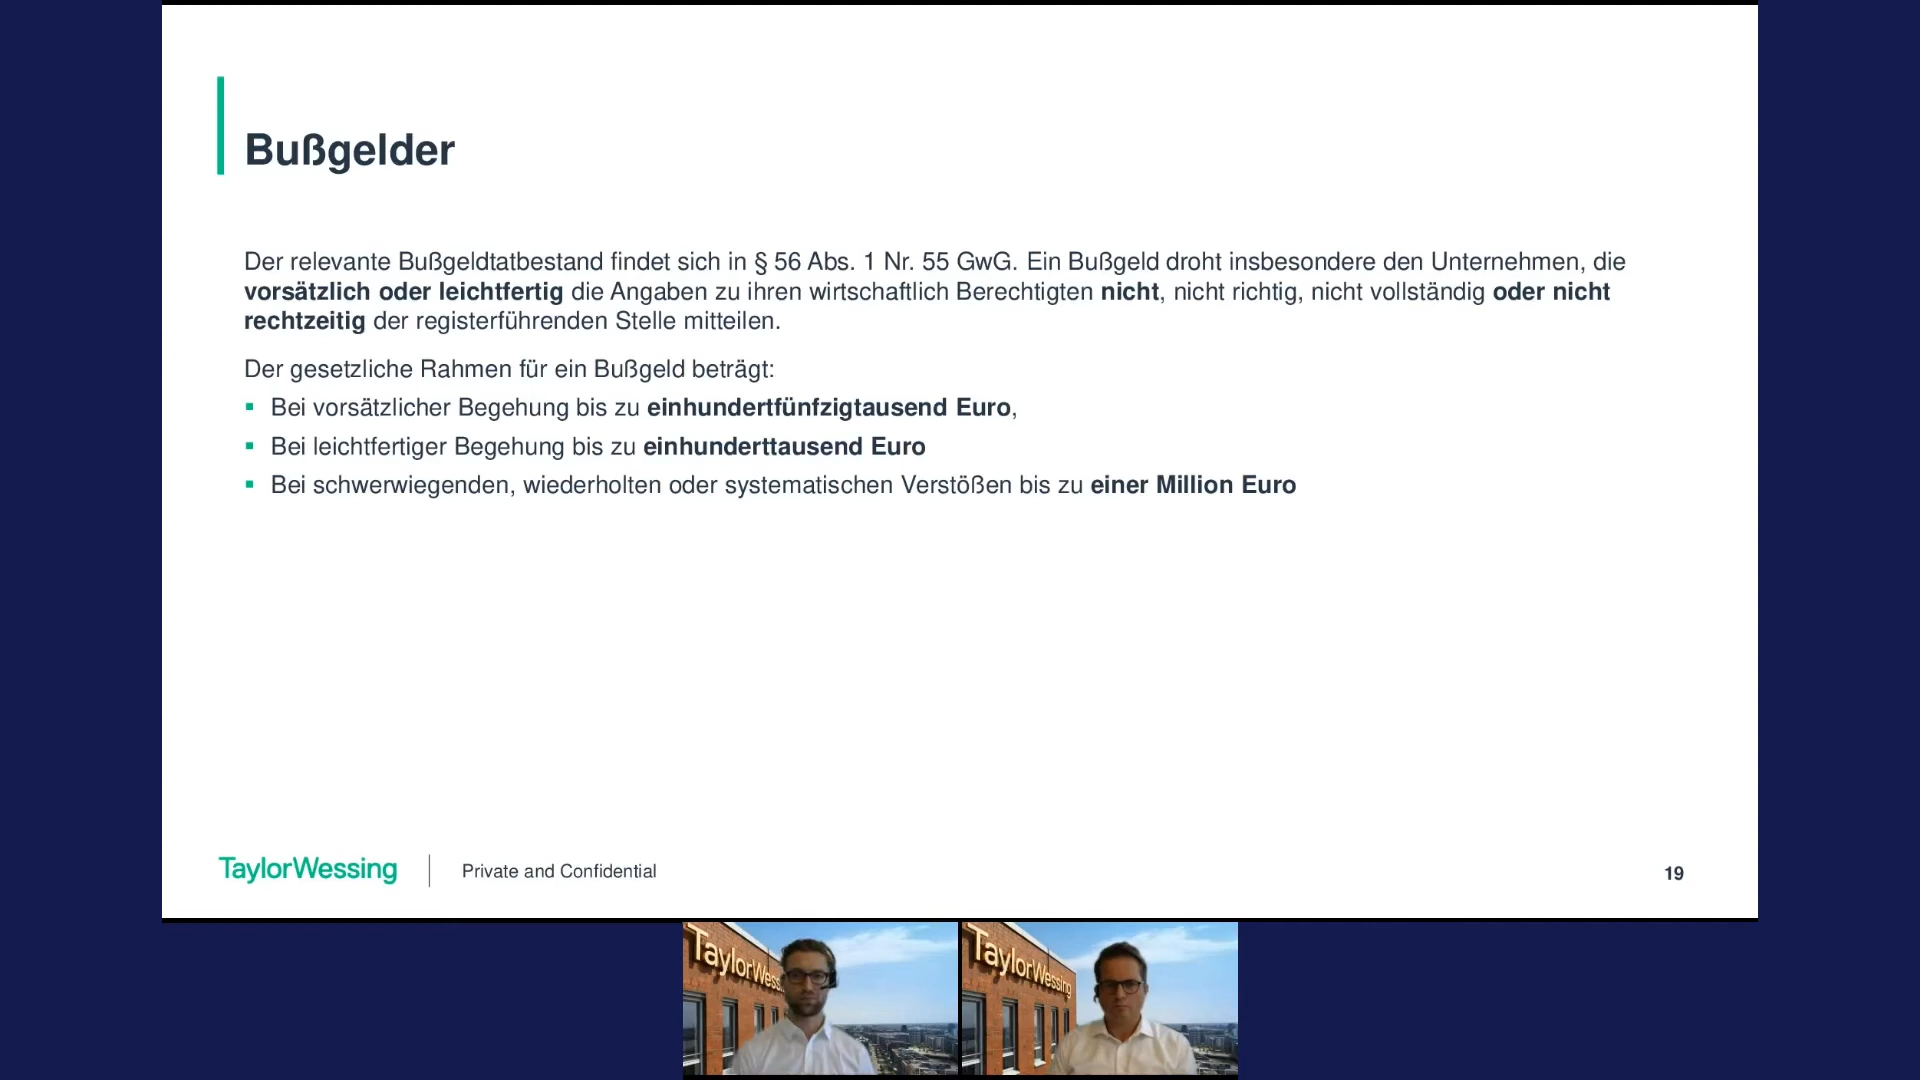 Bußgelder
Der relevante Bußgeldtatbestand findet sich in § 56 Abs. 1 Nr. 55 GwG. Ein Bußgeld droht insbesondere den Unternehmen, die
vorsätzlich oder leichtfertig die Angaben zu ihren wirtschaftlich Berechtigten nicht, nicht richtig, nicht vollständig oder nicht
rechtzeitig der registerführenden Stelle mitteilen.
Der gesetzliche Rahmen für ein Bußgeld beträgt:
▪ Bei vorsätzlicher Begehung bis zu einhundertfünfzigtausend Euro,
▪ Bei leichtfertiger Begehung bis zu einhunderttausend Euro
▪ Bei schwerwiegenden, wiederholten oder systematischen Verstößen bis zu einer Million Euro
TaylorWessing
Private and Confidential
19
TaylorWess
TaylorWessing